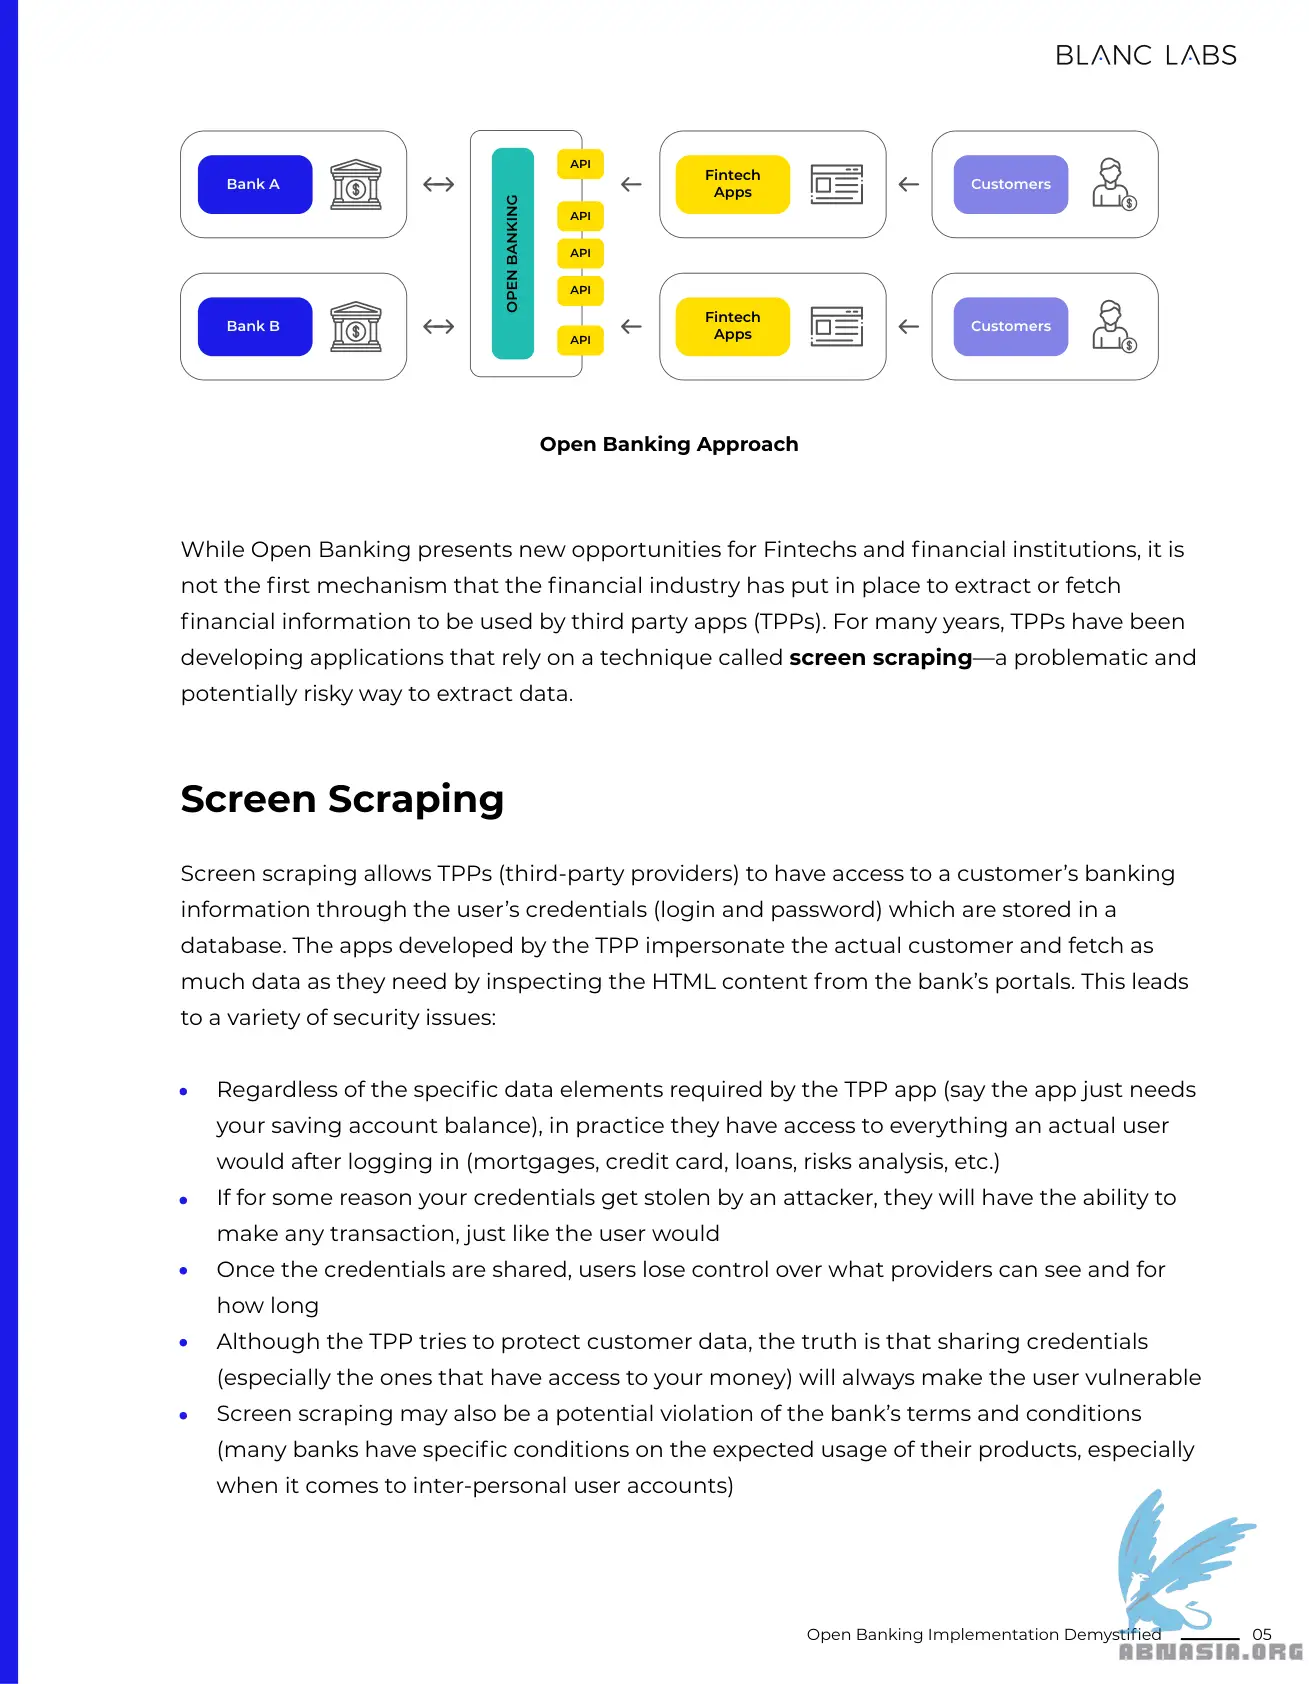 BLANC LABS
Bank A
OPEN BANKING
API
API
API
API
API
Fintech
Apps
Customers
Bank B
Fintech
Apps
Customers
Open Banking Approach
While Open Banking presents new opportunities for Fintechs and financial institutions, it is
not the first mechanism that the financial industry has put in place to extract or fetch
financial information to be used by third party apps (TPPs). For many years, TPPs have been
developing applications that rely on a technique called screen scraping—a problematic and
potentially risky way to extract data.
Screen Scraping
Screen scraping allows TPPs (third-party providers) to have access to a customer’s banking
information through the user’s credentials (login and password) which are stored in a
database. The apps developed by the TPP impersonate the actual customer and fetch as
much data as they need by inspecting the HTML content from the bank’s portals. This leads
to a variety of security issues:
• Regardless of the specific data elements required by the TPP app (say the app just needs
your saving account balance), in practice they have access to everything an actual user
would after logging in (mortgages, credit card, loans, risks analysis, etc.)
• If for some reason your credentials get stolen by an attacker, they will have the ability to
make any transaction, just like the user would
• Once the credentials are shared, users lose control over what providers can see and for
how long
• Although the TPP tries to protect customer data, the truth is that sharing credentials
(especially the ones that have access to your money) will always make the user vulnerable
• Screen scraping may also be a potential violation of the bank’s terms and conditions
(many banks have specific conditions on the expected usage of their products, especially
when it comes to inter-personal user accounts)
Open Banking Implementation Demystified 05
ABNASIA.ORG